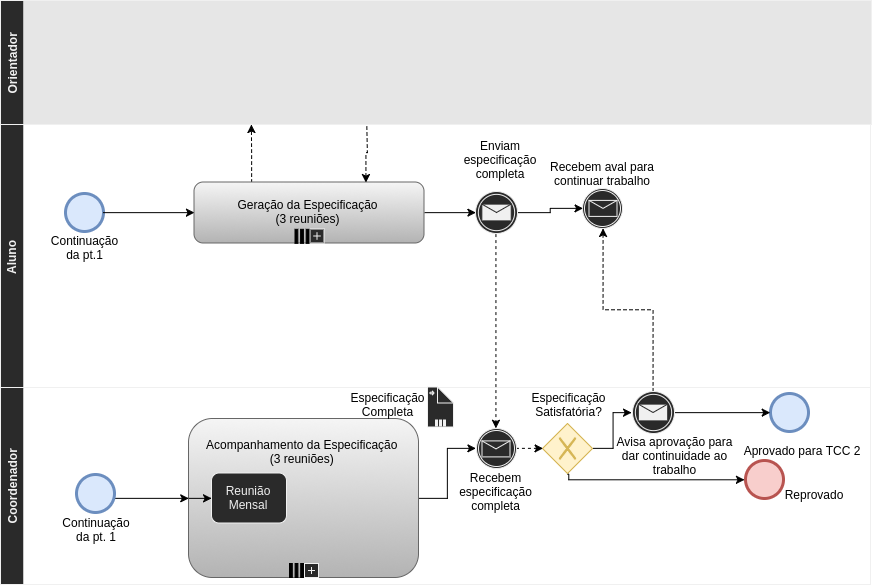 Orientador
Aluno
Coordenador
Continuação
da pt.1
Geração da Especificação
(3 reuniões)
Enviam
especificação
completa
Recebem aval para
continuar trabalho
Continuação
da pt. 1
Acompanhamento da Especificação
(3 reuniões)
Reunião
Mensal
Especificação
Completa
Recebem
especificação
completa
Especificação
Satisfatória?
Avisa aprovação para
dar continuidade ao
trabalho
Aprovado para TCC 2
Reprovado